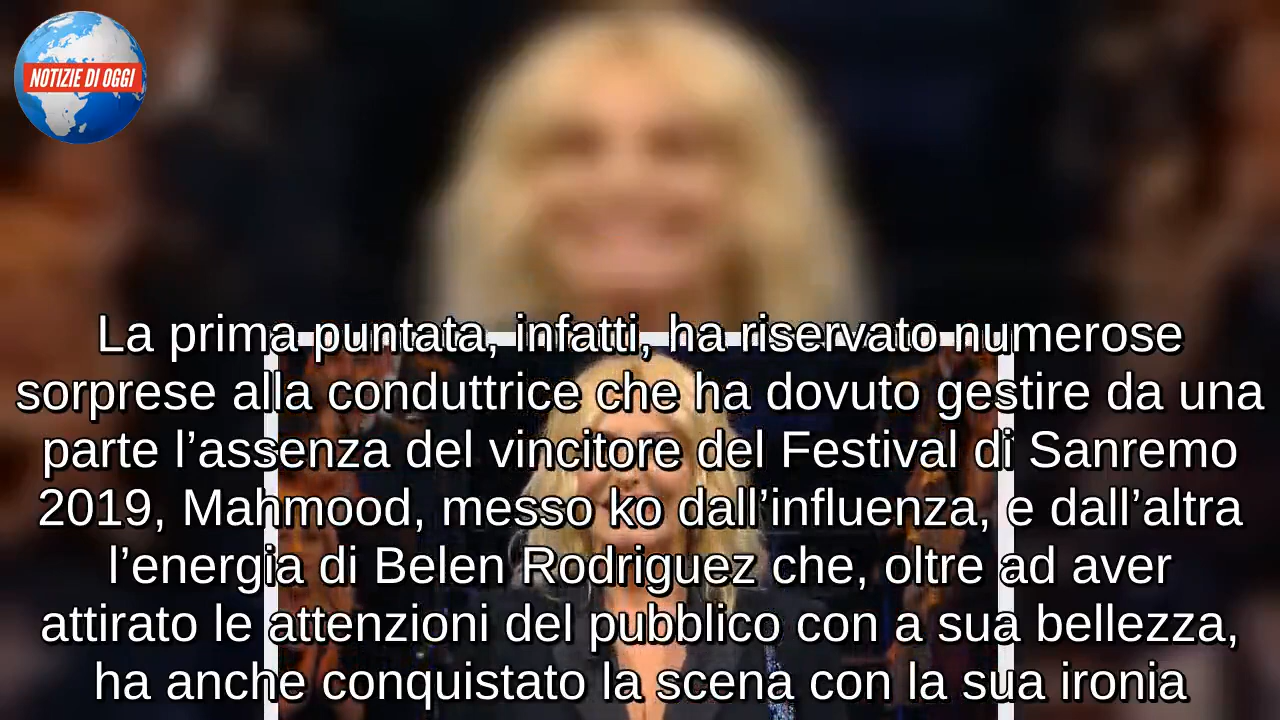 NOTIZIE DI OGGI
La prima puntata, infatti, ha riservato numerose
sorprese alla conduttrice che ha dovuto gestire da una
parte l’assenza del vincitore del Festival di Sanremo
2019, Mahmood, messo ko dall’influenza, e dall’altra
l’energia di Belen Rodriguez che, oltre ad aver
attirato le attenzioni del pubblico con a sua bellezza,
ha anche conquistato la scena con la sua ironia